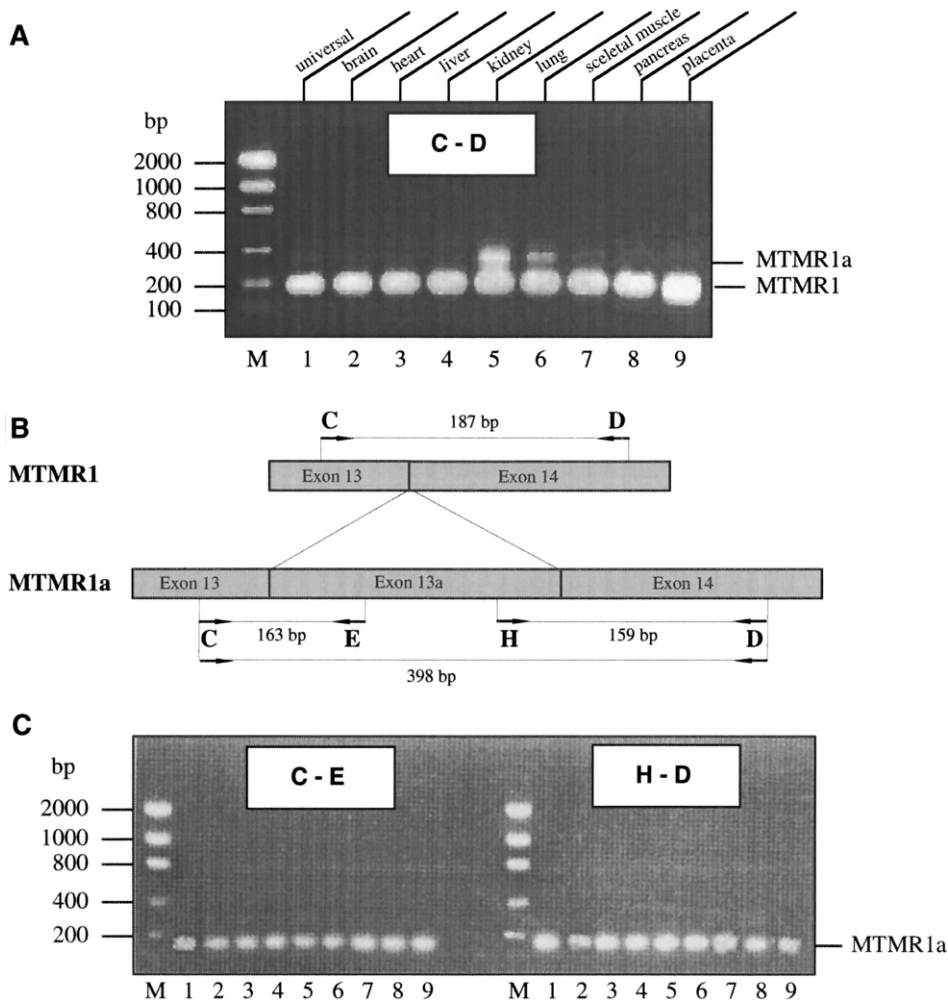 A
universal brain heart liver kidney lung sceletal muscle pancreas placenta
bp
C - D
2000
1000
800
400
200
100
MTMR1a
MTMR1
M 1 2 3 4 5 6 7 8 9
B
C 187 bp D
MTMR1
Exon 13 Exon 14
MTMR1a
Exon 13 Exon 13a Exon 14
C 163 bp E H 159 bp D
398 bp
C
bp
C - E H - D
2000
1000
800
400
200
MTMR1a
M 1 2 3 4 5 6 7 8 9 M 1 2 3 4 5 6 7 8 9